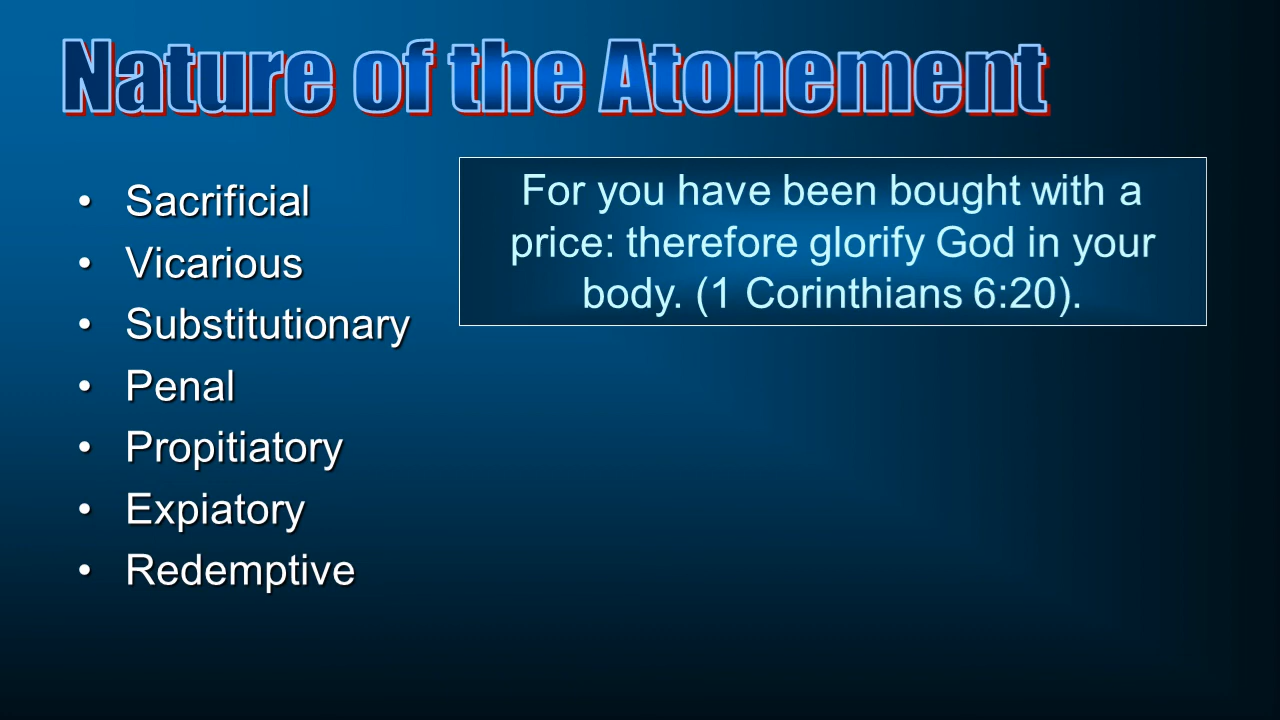 Nature of the Atonement
• Sacrificial
• Vicarious
• Substitutionary
• Penal
• Propitiatory
• Expiatory
• Redemptive
For you have been bought with a
price: therefore glorify God in your
body. (1 Corinthians 6:20).